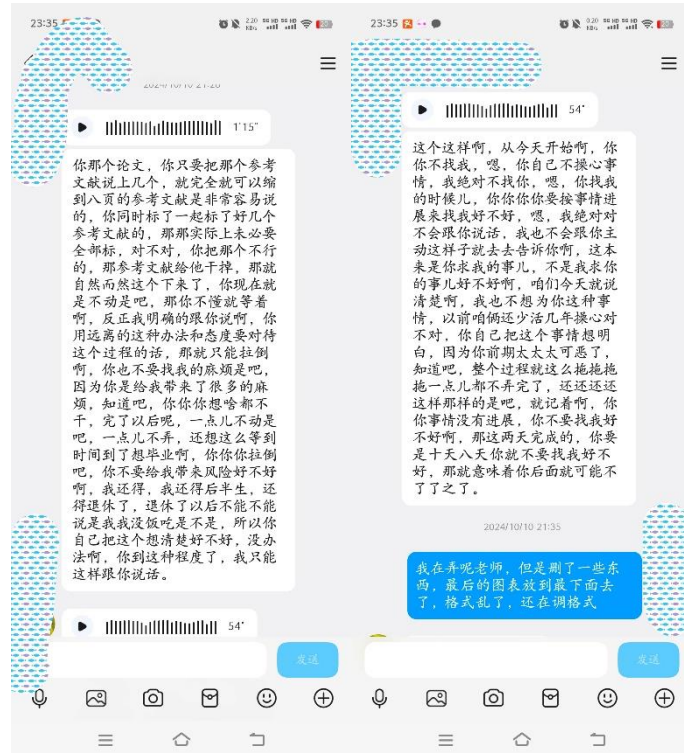 23:35
2024/10/10 21:20
1'15"
你那个论文，你只要把那个参考
文献说上几个，就完全就可以缩
到八页的参考文献是非常容易说
的，你同时标了一起标了好几个
参考文献的，那那实际上未必要
全部标，对不对，你把那个不行
的，那参考文献给他干掉，那就
自然而然这个下来了，你现在就
是不动是吧，那你不懂就等着
啊，反正我明确的跟你说啊，你
用远离的这种办法和态度要对待
这个过程的话，那就只能拉倒
啊，你也不要找我的麻烦是吧，
因为你是给我带来了很多的麻
烦，知道吧，你你你想啥都不
干，完了以后呢，一点儿不动是
吧，一点儿不弄，还想这么等到
时间到了想毕业啊，你你你拉倒
吧，你不要给我带来风险好不好
啊，我还得，我还得后半生，还
得退休了，退休了以后不能不能
说是我我没饭吃是不是，所以你
自己把这个想清楚好不好，没办
法啊，你到这种程度了，我只能
这样跟你说话。
54"
发送
23:35
54"
这个这样啊，从今天开始啊，你
你不找我，嗯，你自己不操心事
情，我绝对不找你，嗯，你找我
的时候儿，你你你你要按事情进
展来找我好不好，嗯，我绝对对
不会跟你说话，我也不会跟你主
动这样子就去去告诉你啊，这本
来是你求我的事儿，不是我求你
的事儿好不好啊，咱们今天就说
清楚啊，我也不想为你这种事
情，以前咱俩还少活几年操心对
不对，你自己把这个事情想明
白，因为你前期太太太可恶了，
知道吧，整个过程就这么拖拖拖
拖一点儿都不弄完了，还还还还
这样那样的是吧，就记着啊，你
你事情没有进展，你不要找我好
不好啊，那这两天完成的，你要
是十天八天你就不要找我好不
好，那就意味着你后面就可能不
了了之了。
2024/10/10 21:35
我在弄呢老师，但是删了一些东
西，最后的图表放到最下面去
了，格式乱了，还在调格式
发送